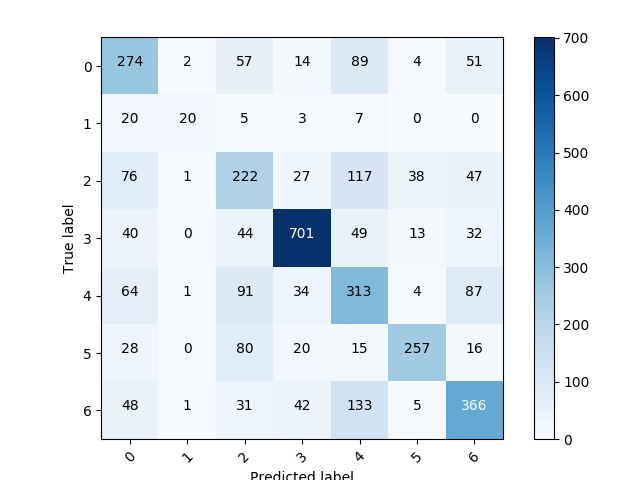 0 274 2 57 14 89 4 51
1 20 20 5 3 7 0 0
2 76 1 222 27 117 38 47
3 40 0 44 701 49 13 32
4 64 1 91 34 313 4 87
5 28 0 80 20 15 257 16
6 48 1 31 42 133 5 366
0 1 2 3 4 5 6
True label
Predicted label
700
600
500
400
300
200
100
0